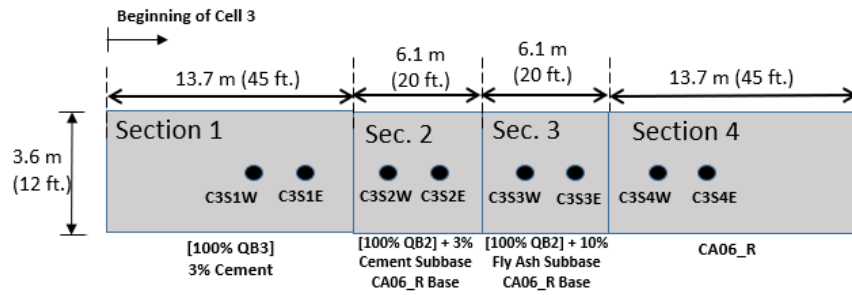 Beginning of Cell 3
13.7 m (45 ft.)
6.1 m
(20 ft.)
6.1 m
(20 ft.)
13.7 m (45 ft.)
3.6 m
(12 ft.)
Section 1
Sec. 2
Sec. 3
Section 4
C3S1W
C3S1E
C3S2W
C3S2E
C3S3W
C3S3E
C3S4W
C3S4E
[100% QB3]
3% Cement
[100% QB2] + 3%
Cement Subbase
CA06_R Base
[100% QB2] + 10%
Fly Ash Subbase
CA06_R Base
CA06_R